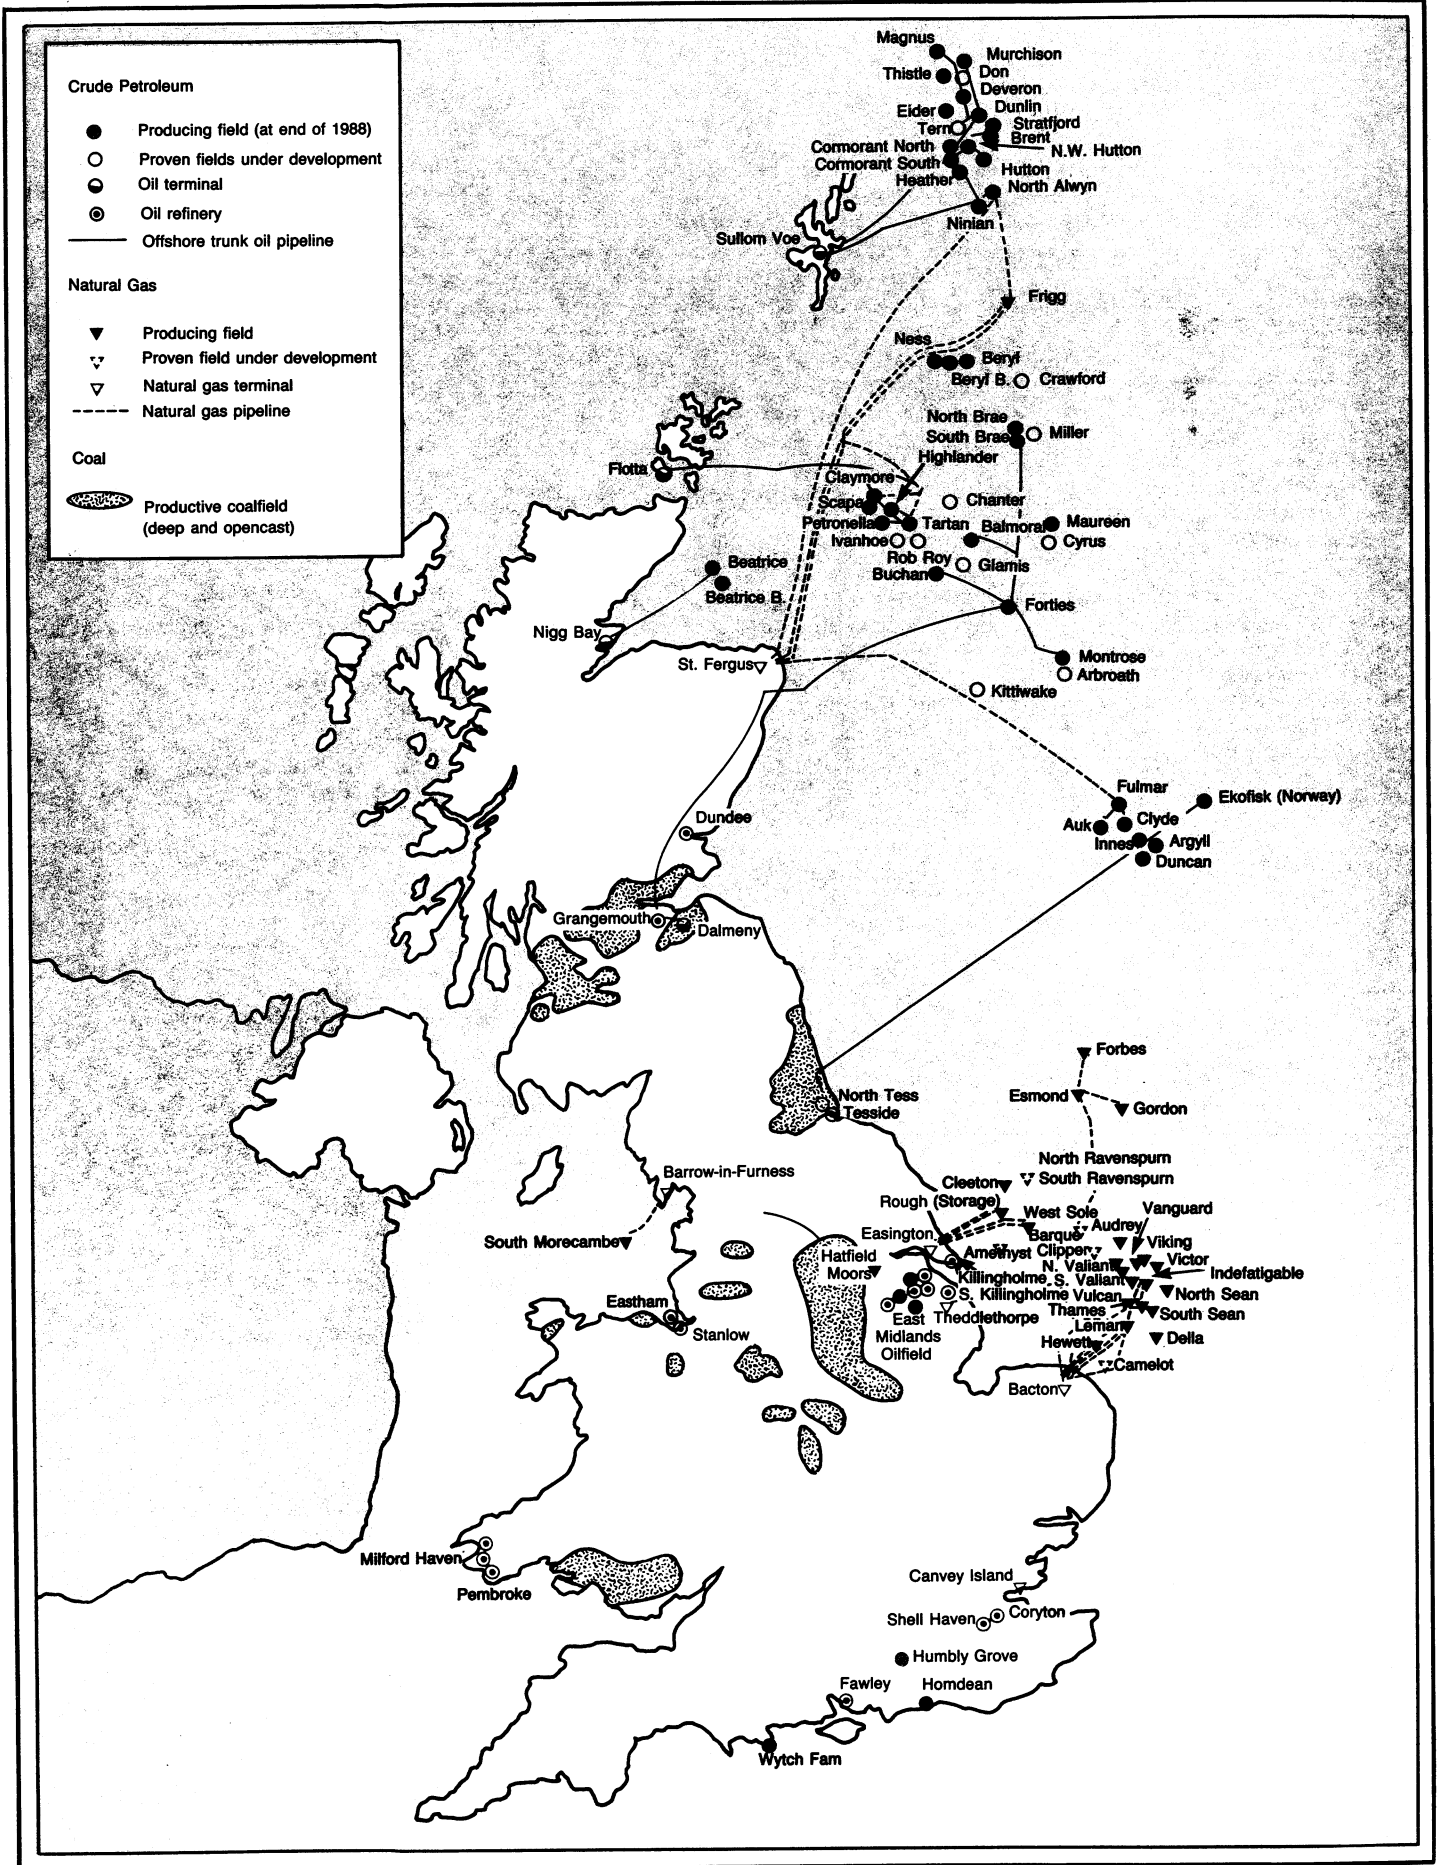 Crude Petroleum
Producing field (at end of 1988)
Proven fields under development
Oil terminal
Oil refinery
Offshore trunk oil pipeline
Natural Gas
Producing field
Proven field under development
Natural gas terminal
Natural gas pipeline
Coal
Productive coalfield
(deep and opencast)
Magnus
Murchison
Thistle
Don
Deveron
Eider
Dunlin
Tern
Stratfjord
Brent
Cormorant North
N.W. Hutton
Cormorant South
Hutton
Heather
North Alwyn
Ninian
Sullom Voe
Frigg
Ness
Beryl
Beryl B.
Crawford
North Brae
South Brae
Miller
Highlander
Flotta
Claymore
Scapa
Chanter
Petronella
Tartan
Balmoral
Maureen
Ivanhoe
Cyrus
Rob Roy
Glamis
Buchan
Beatrice
Beatrice B.
Forties
Nigg Bay
St. Fergus
Montrose
Arbroath
Kittiwake
Fulmar
Ekofisk (Norway)
Auk
Clyde
Innes
Argyll
Duncan
Dundee
Grangemouth
Dalmeny
Forbes
Esmond
Gordon
North Tess
Tesside
North Ravenspurn
South Ravenspurn
Barrow-in-Furness
Cleeton
Rough (Storage)
West Sole
Vanguard
Easington
Barque
Audrey
South Morecambe
Hatfield
Moors
Amethyst
Clipper
Viking
N. Valiant
Victor
Killingholme
S. Valiant
Indefatigable
S. Killingholme
Vulcan
North Sean
Eastham
East
Midlands
Oilfield
Theddlethorpe
Thames
South Sean
Stanlow
Leman
Hewett
Della
Camelot
Bacton
Milford Haven
Pembroke
Canvey Island
Shell Haven
Coryton
Humbly Grove
Fawley
Homdean
Wytch Fam